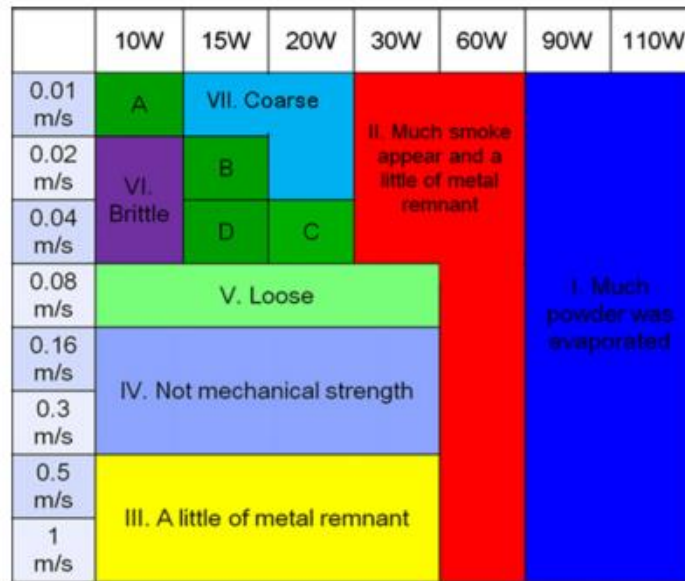 10W 15W 20W 30W 60W 90W 110W
0.01
m/s
A
VII. Coarse
II. Much smoke
appear and a
little of metal
remnant
0.02
m/s
VI.
Brittle
B
0.04
m/s
D
C
0.08
m/s
V. Loose
I. Much
powder was
evaporated
0.16
m/s
IV. Not mechanical strength
0.3
m/s
0.5
m/s
III. A little of metal remnant
1
m/s